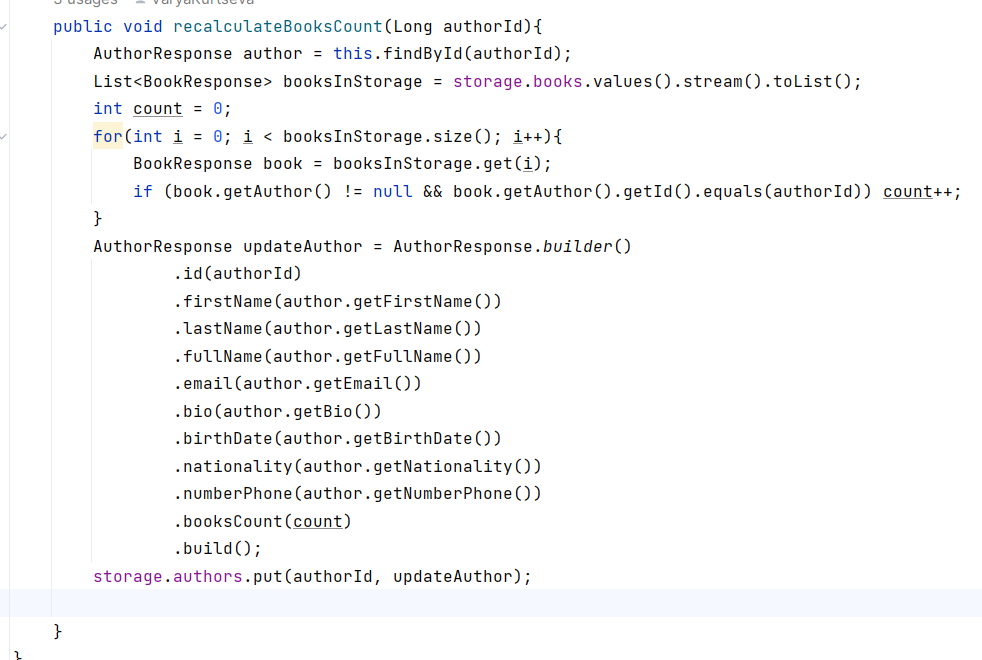 3 usages VaryaKurtseva
public void recalculateBooksCount(Long authorId){
AuthorResponse author = this.findById(authorId);
List<BookResponse> booksInStorage = storage.books.values().stream().toList();
int count = 0;
for(int i = 0; i < booksInStorage.size(); i++){
BookResponse book = booksInStorage.get(i);
if (book.getAuthor() != null && book.getAuthor().getId().equals(authorId)) count++;
}
AuthorResponse updateAuthor = AuthorResponse.builder()
.id(authorId)
.firstName(author.getFirstName())
.lastName(author.getLastName())
.fullName(author.getFullName())
.email(author.getEmail())
.bio(author.getBio())
.birthDate(author.getBirthDate())
.nationality(author.getNationality())
.numberPhone(author.getNumberPhone())
.booksCount(count)
.build();
storage.authors.put(authorId, updateAuthor);
}
}